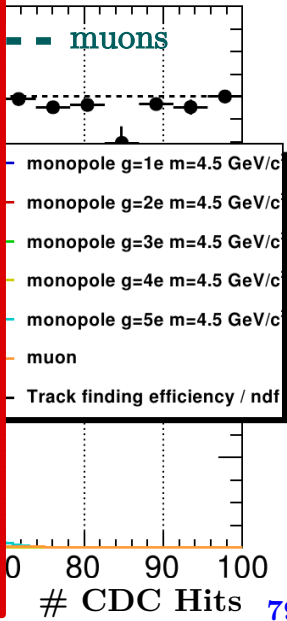 muons
monopole g=1e m=4.5 GeV/c
monopole g=2e m=4.5 GeV/c
monopole g=3e m=4.5 GeV/c
monopole g=4e m=4.5 GeV/c
monopole g=5e m=4.5 GeV/c
muon
Track finding efficiency / ndf
0 80 90 100
# CDC Hits
79